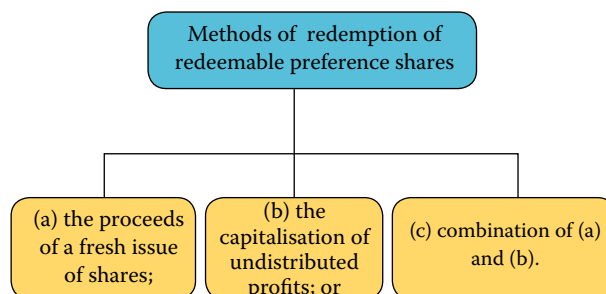 Methods of redemption of
redeemable preference shares
(a) the proceeds
of a fresh issue
of shares;
(b) the
capitalisation of
undistributed
profits; or
(c) combination of (a)
and (b).